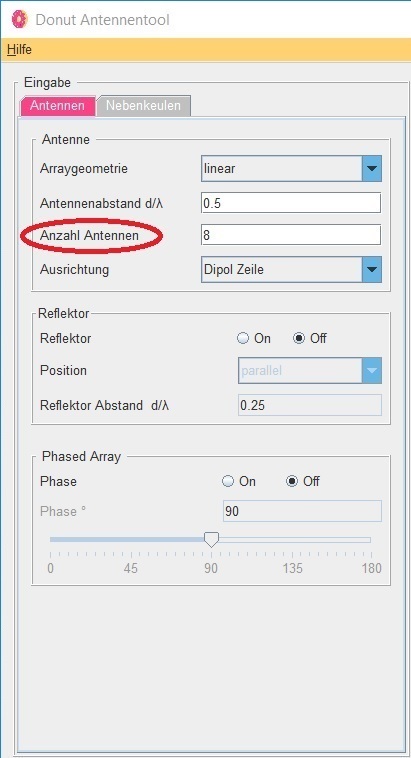 Donut Antennentool
Hilfe
Eingabe
Antennen Nebenkeulen
Antenne
Arraygeometrie linear
Antennenabstand d/λ 0.5
Anzahl Antennen 8
Ausrichtung Dipol Zeile
Reflektor
Reflektor On Off
Position parallel
Reflektor Abstand d/λ 0.25
Phased Array
Phase On Off
Phase ° 90
0 45 90 135 180